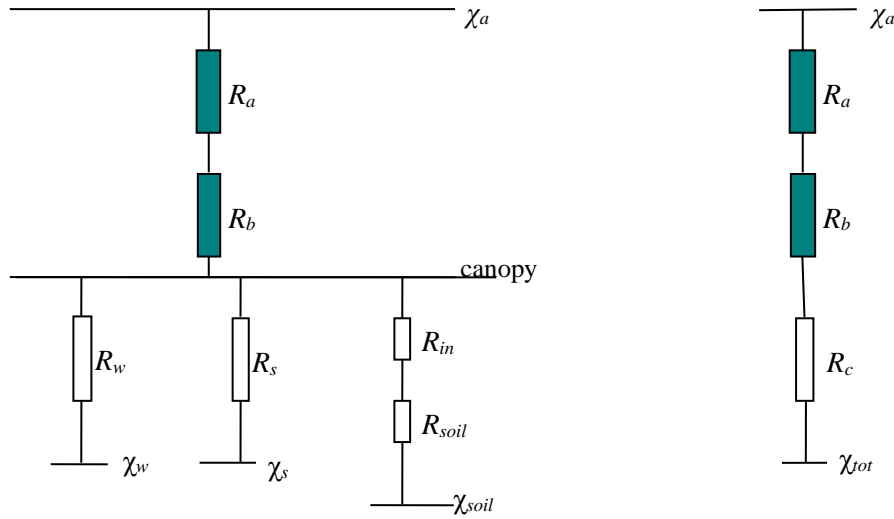 χa
χa
Ra
Ra
Rb
Rb
canopy
Rw
Rs
Rin
Rc
Rsoil
χw
χs
χtot
χsoil